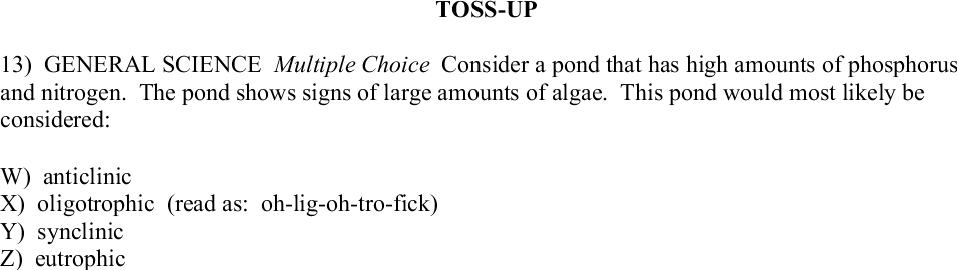 TOSS-UP
13) GENERAL SCIENCE Multiple Choice Consider a pond that has high amounts of phosphorus
and nitrogen. The pond shows signs of large amounts of algae. This pond would most likely be
considered:
W) anticlinic
X) oligotrophic (read as: oh-lig-oh-tro-fick)
Y) synclinic
Z) eutrophic